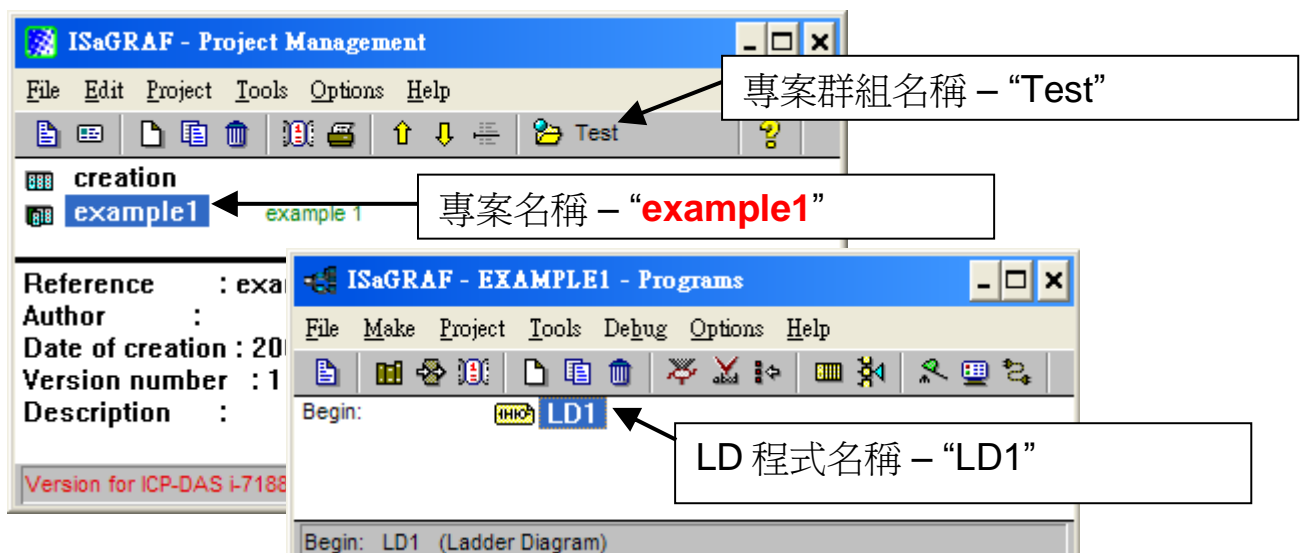 ISaGRAF - Project Management
File Edit Project Tools Options Help
Test
專案群組名稱 – “Test”
creation
example1 example 1
專案名稱 – “example1”
Reference : exa
Author :
Date of creation : 20
Version number : 1
Description :
Version for ICP-DAS i-7188
ISaGRAF - EXAMPLE1 - Programs
File Make Project Tools Debug Options Help
Begin: LD1
LD 程式名稱 – “LD1”
Begin: LD1 (Ladder Diagram)